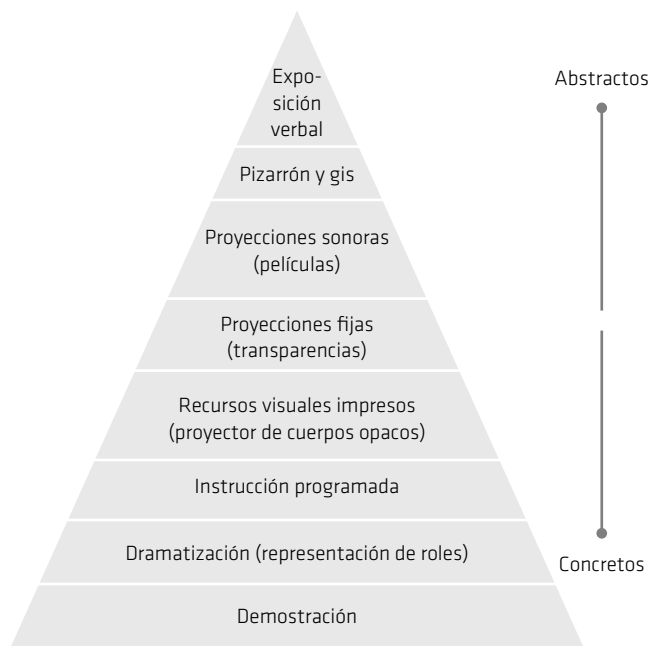 Expo-
sición
verbal
Abstractos
Pizarrón y gis
Proyecciones sonoras
(películas)
Proyecciones fijas
(transparencias)
Recursos visuales impresos
(proyector de cuerpos opacos)
Instrucción programada
Dramatización (representación de roles)
Concretos
Demostración